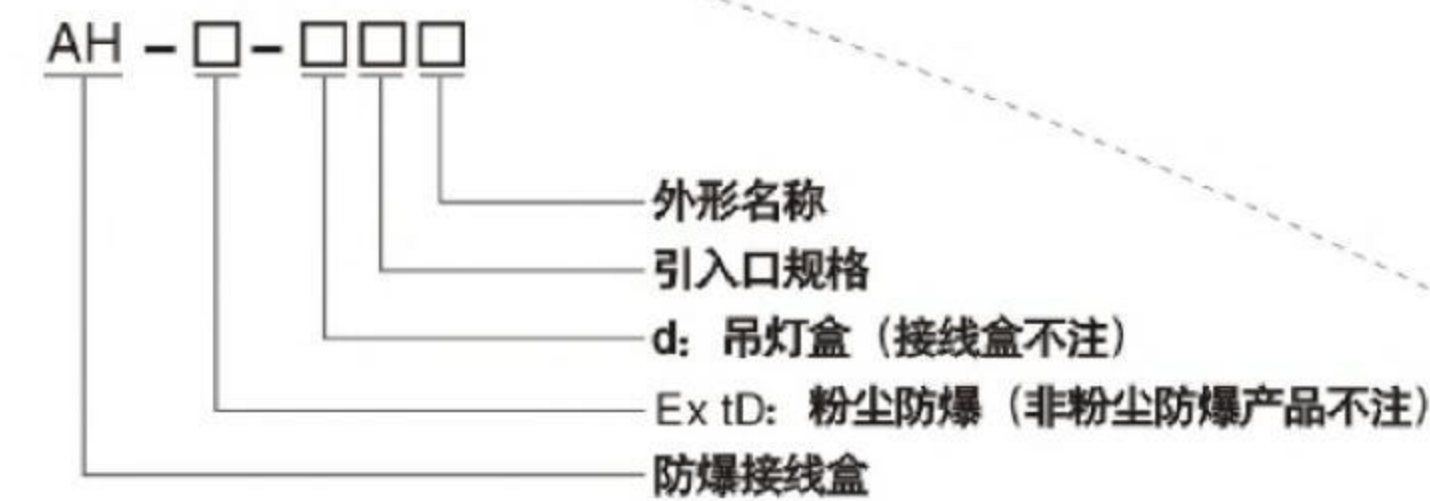 AH-□-□□□
外形名称
引入口规格
d：吊灯盒（接线盒不注）
Ex tD：粉尘防爆（非粉尘防爆产品不注）
防爆接线盒